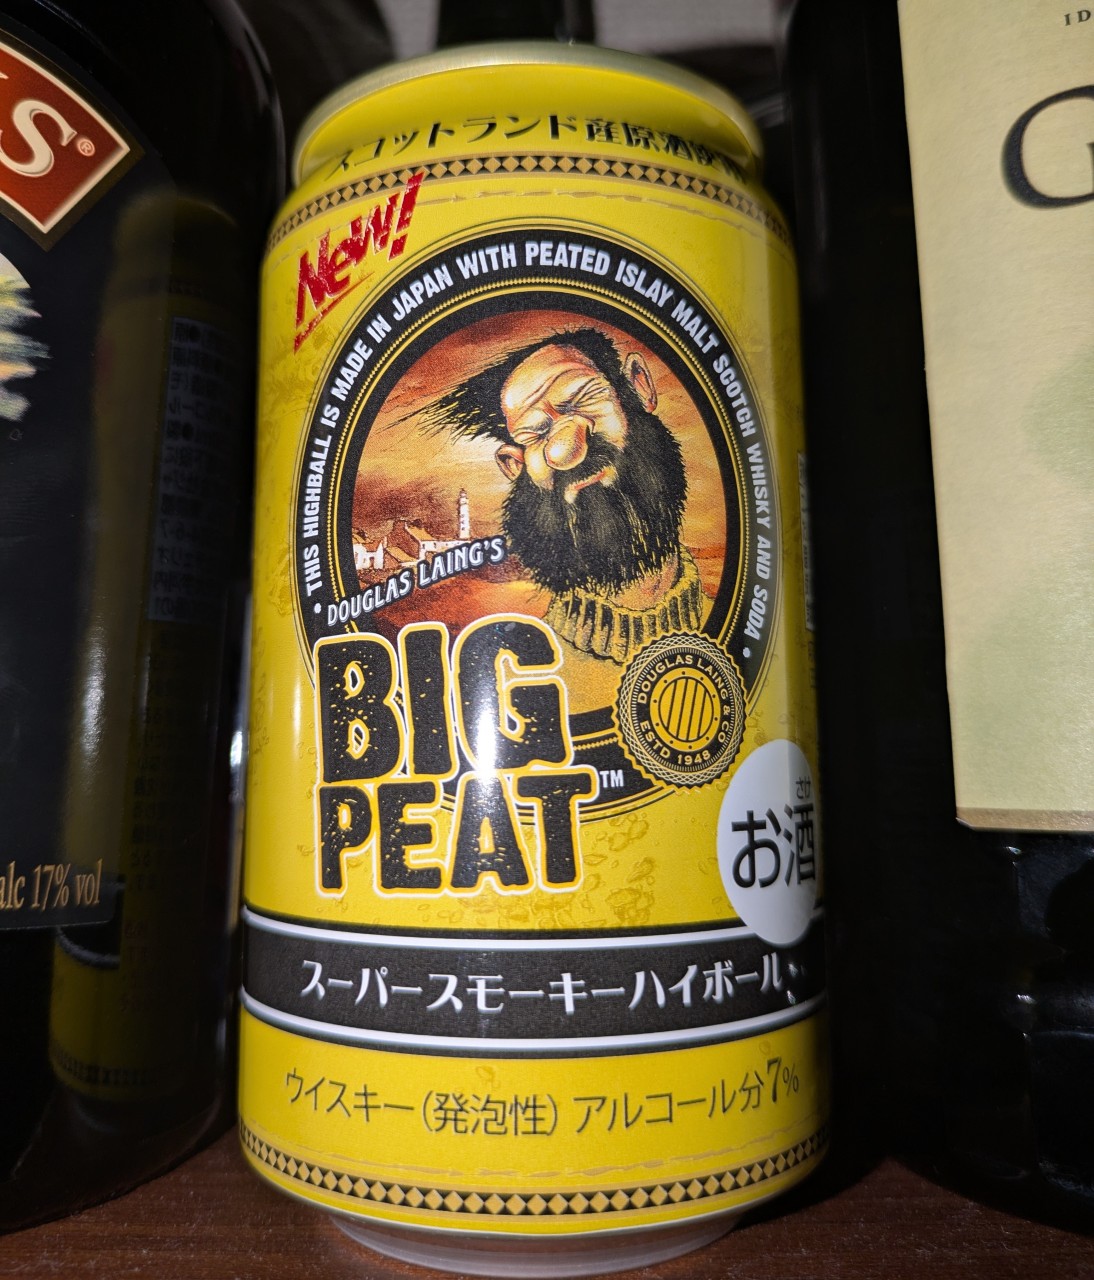 スコットランド産原酒使用
New!
• THIS HIGHBALL IS MADE IN JAPAN WITH PEATED ISLAY MALT SCOTCH WHISKY AND SODA •
DOUGLAS LAING'S
BIG
PEAT™
DOUGLAS LAING & CO
ESTD 1948
さけ
お酒
スーパースモーキーハイボール
ウイスキー(発泡性) アルコール分7%
S®
alc 17% vol
G